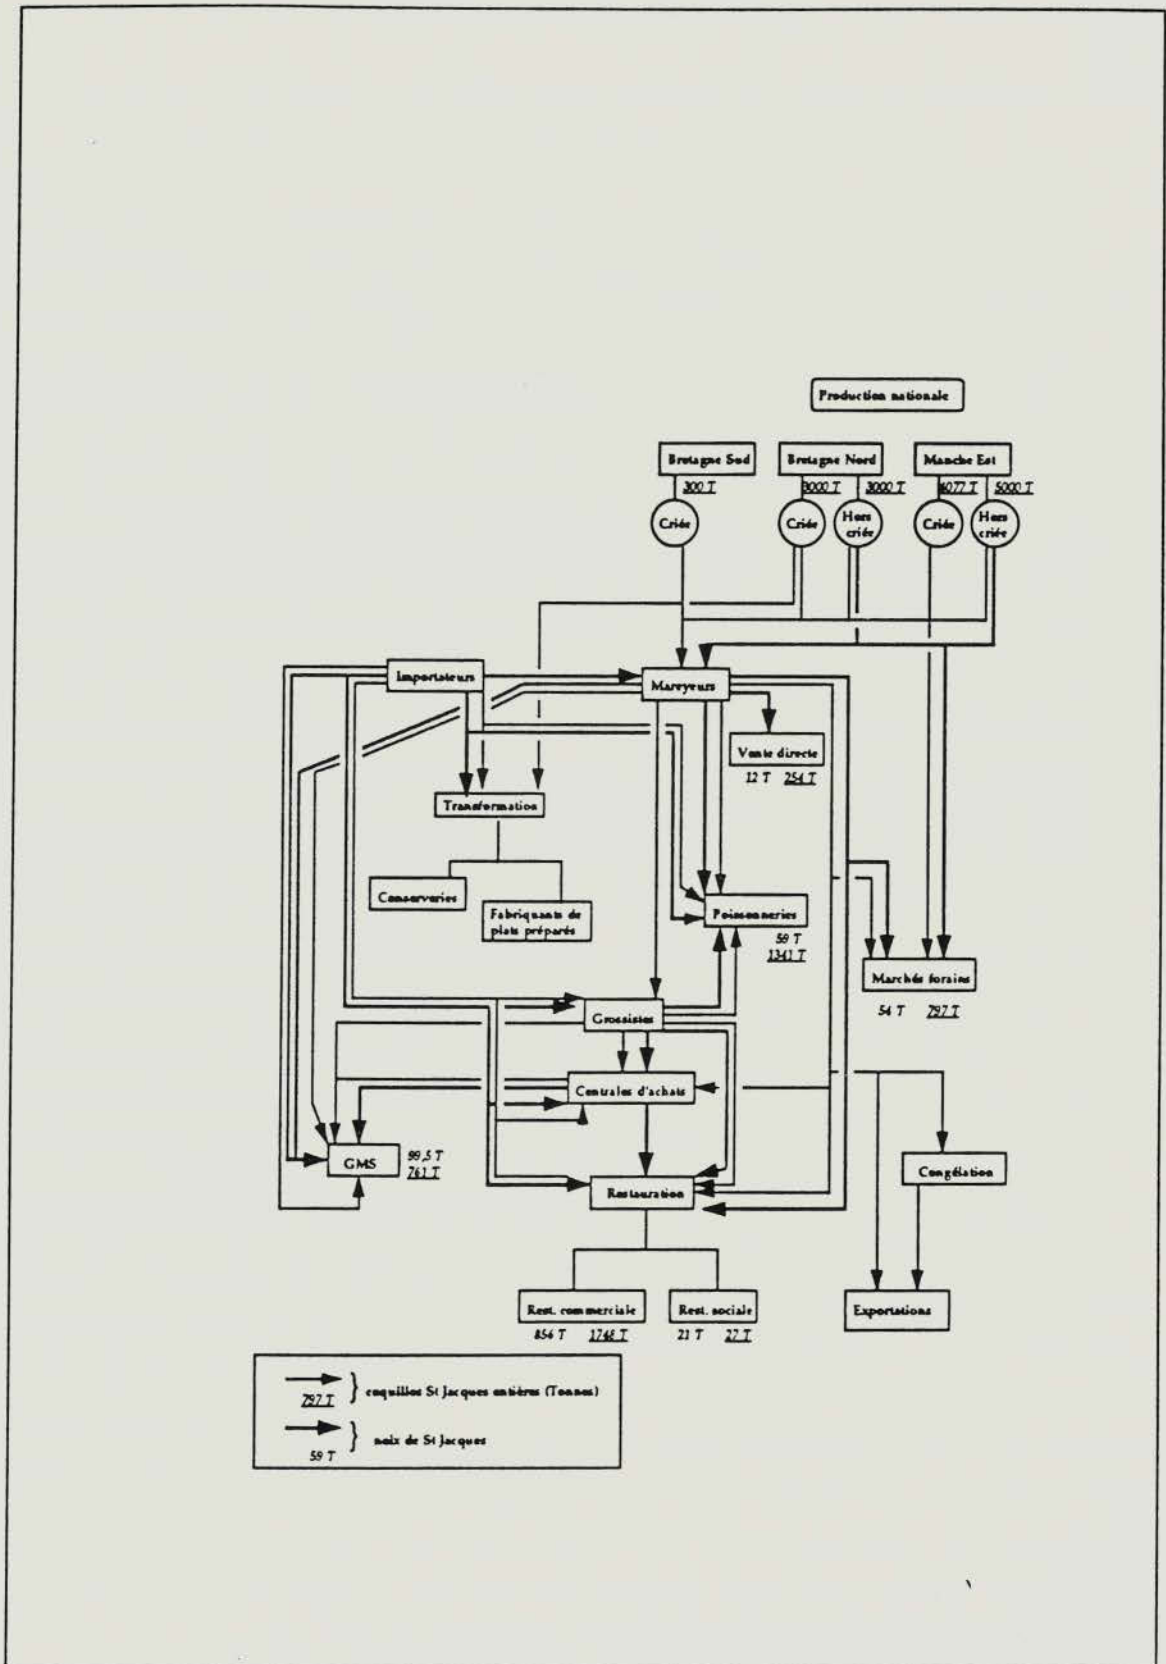 Production nationale
Bretagne Sud
Bretagne Nord
Manche Est
300 T
3000 T
3000 T
5000 T
Criée
Criée
Hors
criée
Criée
Hors
criée
Importateurs
Mareyeurs
Vente directe
12 T 254 T
Transformation
Conserveries
Fabriquants de
plats préparés
Poissonneries
59 T
1341 T
Marchés forains
54 T 797 T
Grossistes
Centrales d'achats
GMS
99,5 T
761 T
Congélation
Restauration
Rest. commerciale
856 T 1748 T
Rest. sociale
21 T 27 T
Exportations
797 T
} coquilles St Jacques entières (Tonnes)
} noix de St Jacques
59 T